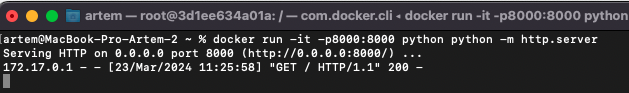 artem — root@3d1ee634a01a: / — com.docker.cli ◂ docker run -it -p8000:8000 python
[artem@MacBook-Pro-Artem-2 ~ % docker run -it -p8000:8000 python python -m http.server
Serving HTTP on 0.0.0.0 port 8000 (http://0.0.0.0:8000/) ...
172.17.0.1 - - [23/Mar/2024 11:25:58] "GET / HTTP/1.1" 200 -